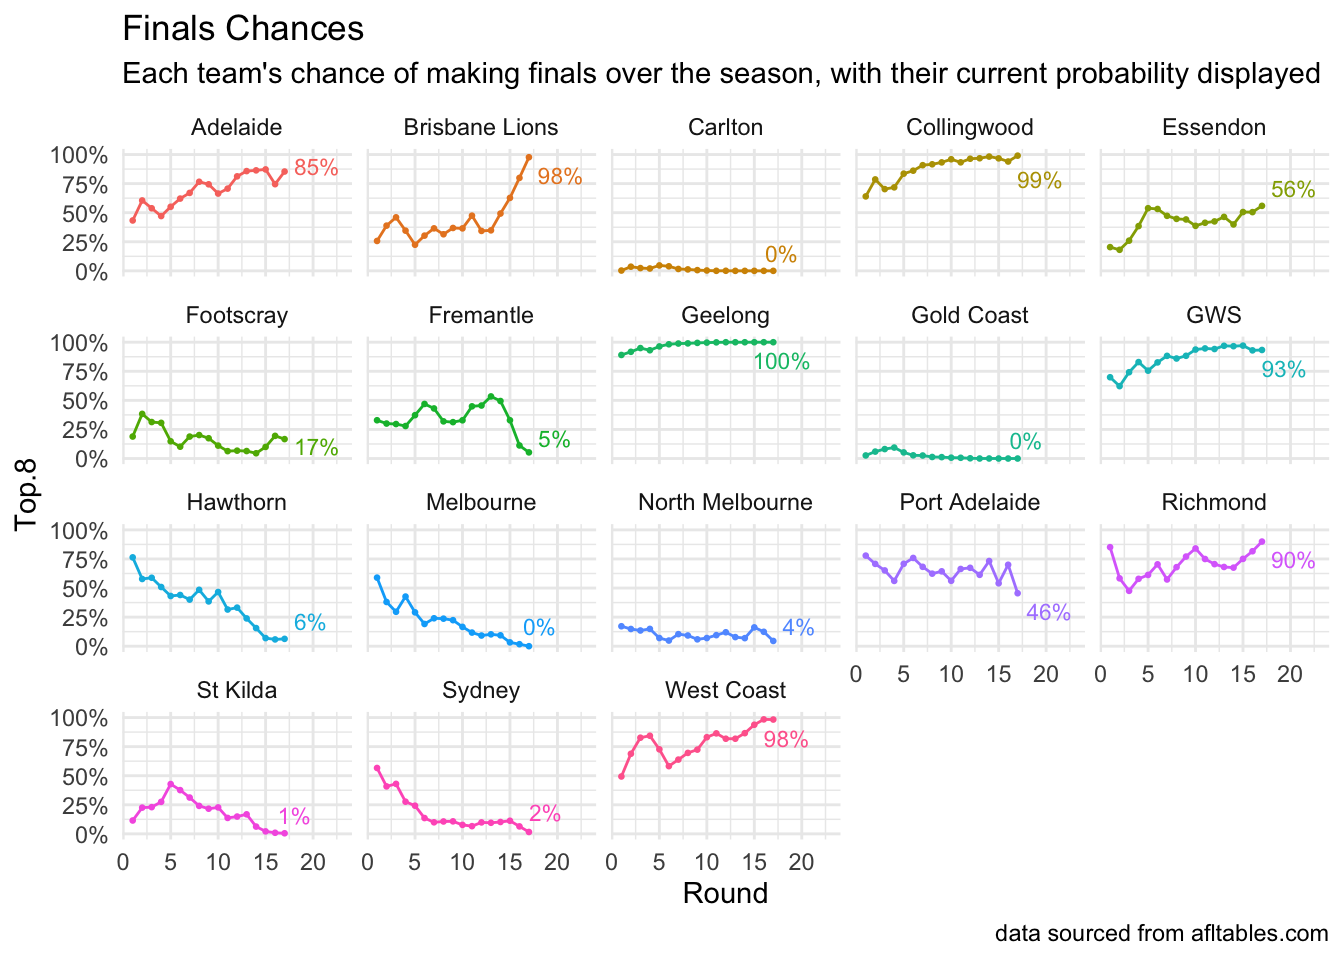 Finals Chances
Each team's chance of making finals over the season, with their current probability displayed
Adelaide
Brisbane Lions
Carlton
Collingwood
Essendon
100%
75%
50%
25%
0%
85%
98%
0%
99%
56%
Footscray
Fremantle
Geelong
Gold Coast
GWS
100%
75%
50%
25%
0%
17%
5%
100%
0%
93%
Top.8
Hawthorn
Melbourne
North Melbourne
Port Adelaide
Richmond
100%
75%
50%
25%
0%
6%
0%
4%
46%
90%
0 5 10 15 20
0 5 10 15 20
St Kilda
Sydney
West Coast
100%
75%
50%
25%
0%
1%
2%
98%
0 5 10 15 20
0 5 10 15 20
0 5 10 15 20
Round
data sourced from afltables.com